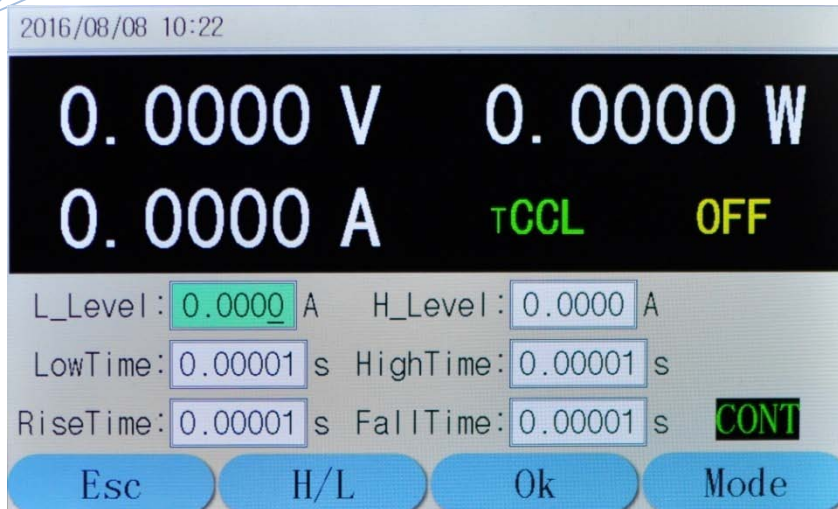 2016/08/08 10:22
0.0000 V 0.0000 W
0.0000 A TCCL OFF
L_Level: 0.0000 A H_Level: 0.0000 A
LowTime: 0.00001 s HighTime: 0.00001 s
RiseTime: 0.00001 s FallTime: 0.00001 s CONT
Esc H/L Ok Mode